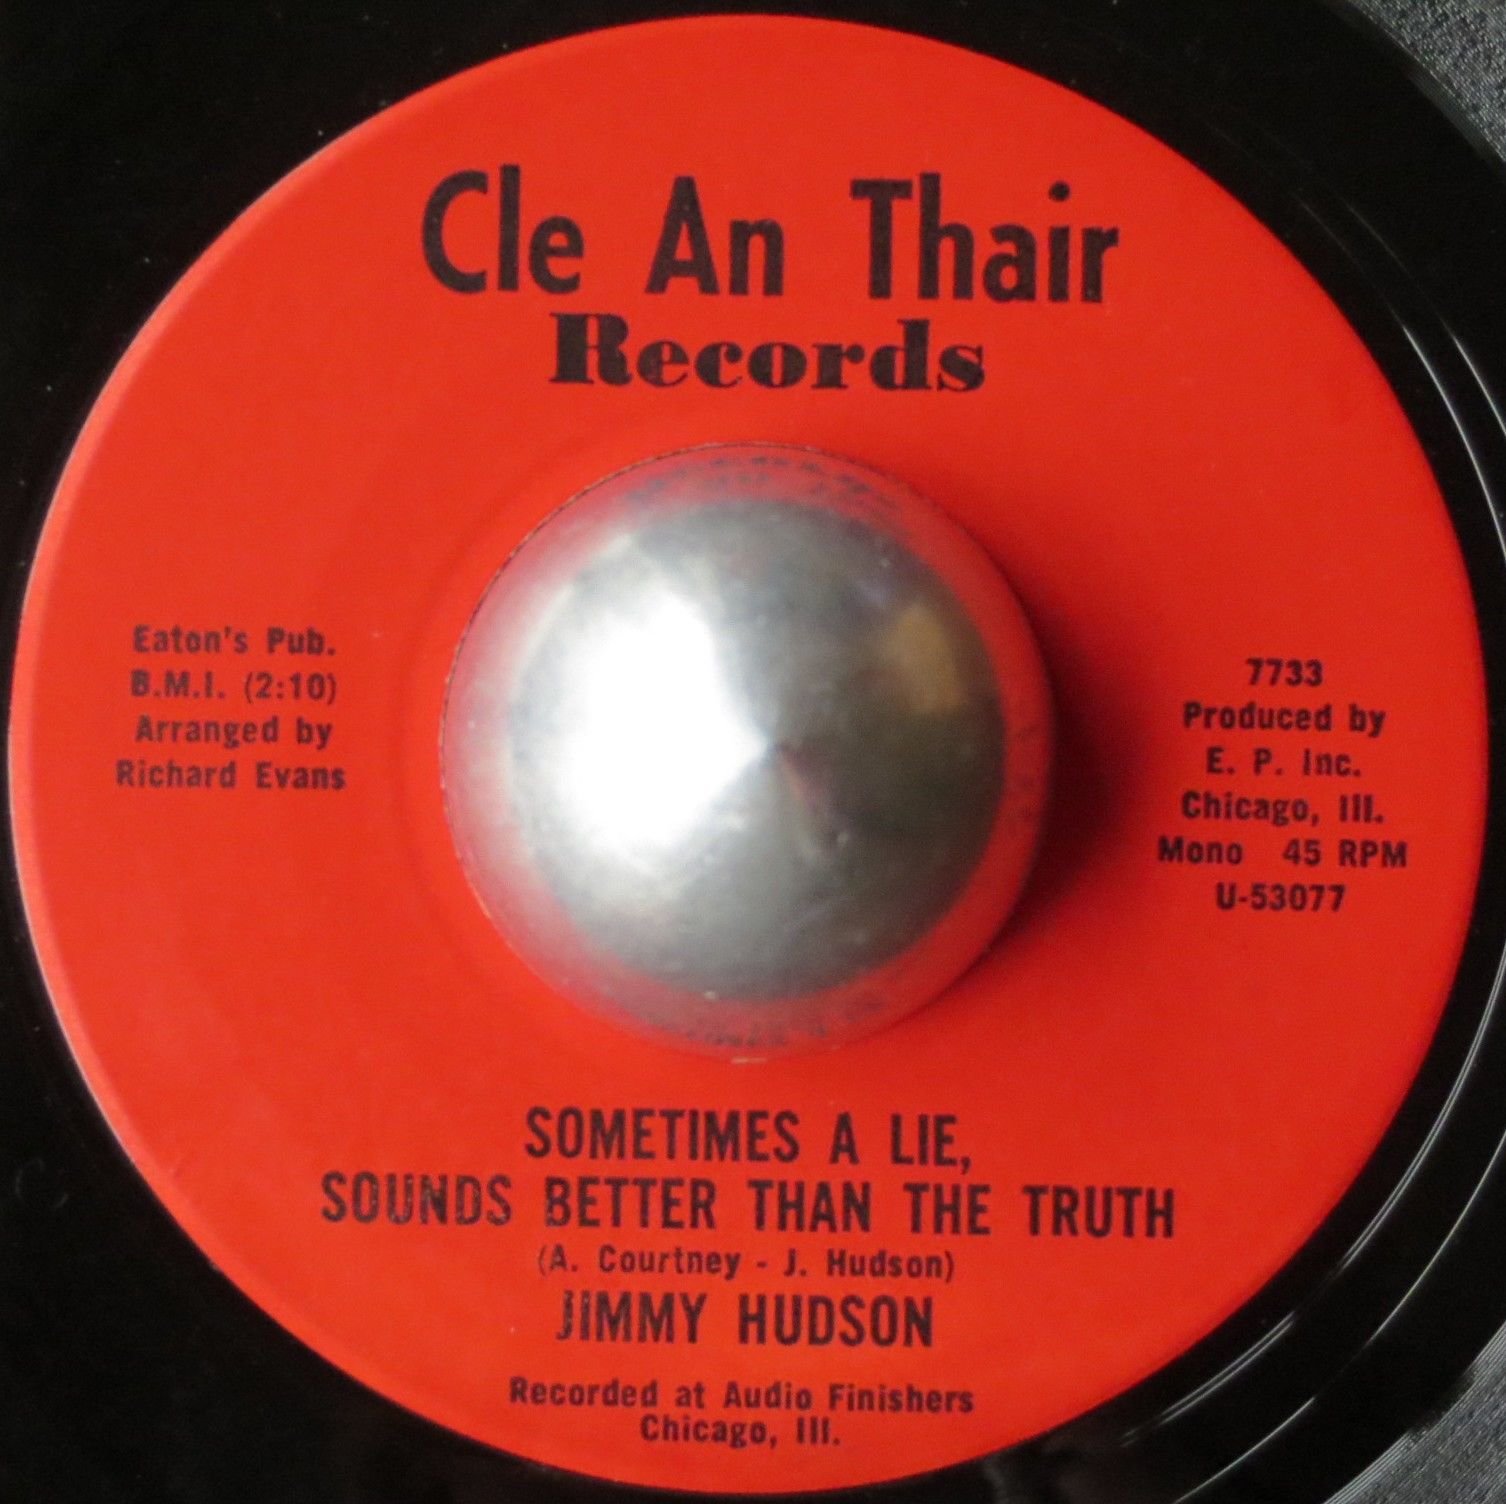 Cle An Thair
Records
Eaton's Pub.
B.M.I. (2:10)
Arranged by
Richard Evans
7733
Produced by
E. P. Inc.
Chicago, Ill.
Mono 45 RPM
U-53077
SOMETIMES A LIE,
SOUNDS BETTER THAN THE TRUTH
(A. Courtney - J. Hudson)
JIMMY HUDSON
Recorded at Audio Finishers
Chicago, Ill.